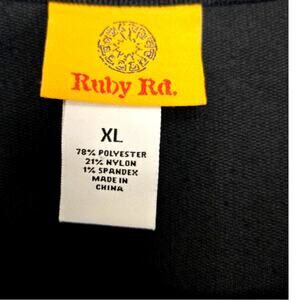 Ruby Rd.
XL
78% POLYESTER
21% NYLON
1% SPANDEX
MADE IN
CHINA